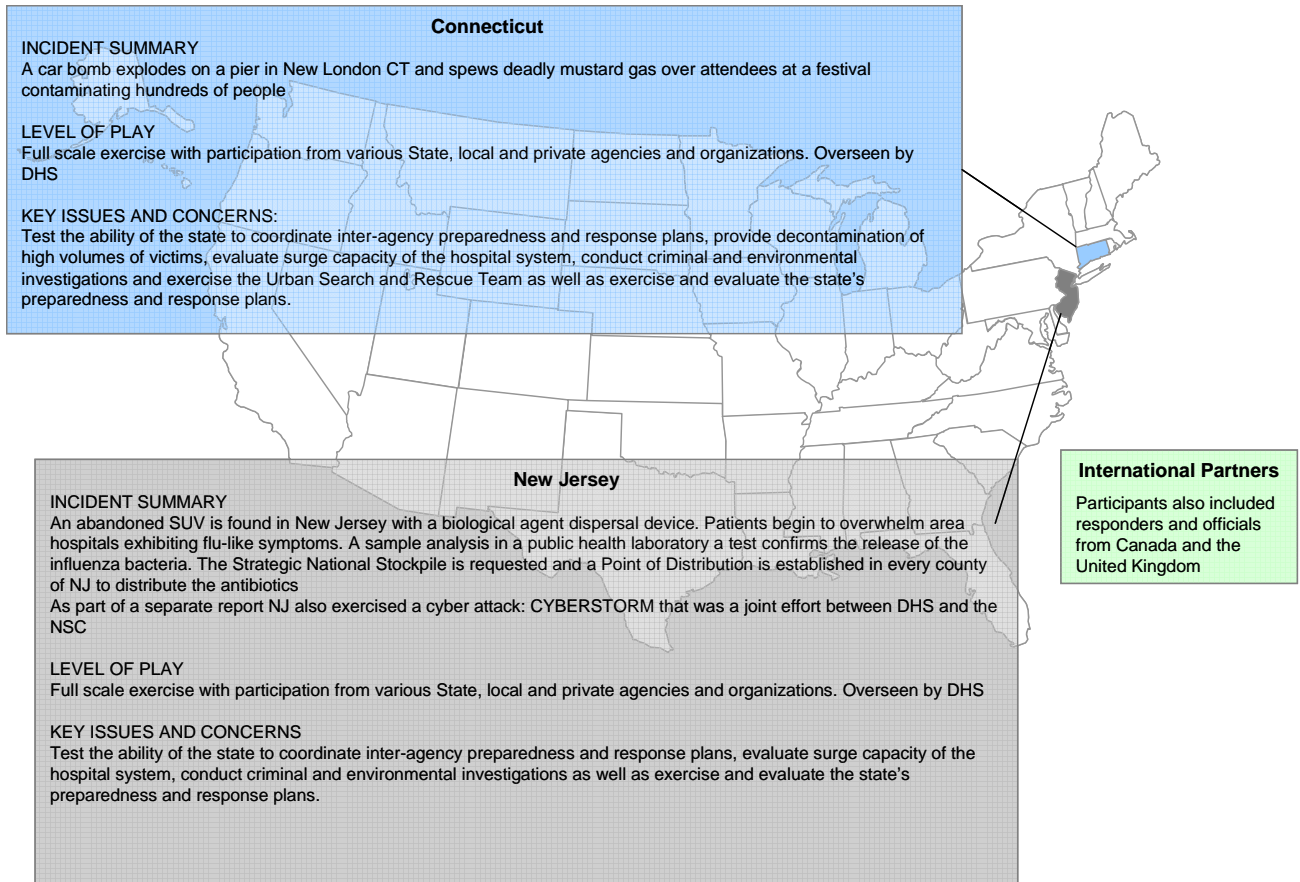 Connecticut
INCIDENT SUMMARY
A car bomb explodes on a pier in New London CT and spews deadly mustard gas over attendees at a festival
contaminating hundreds of people
LEVEL OF PLAY
Full scale exercise with participation from various State, local and private agencies and organizations. Overseen by
DHS
KEY ISSUES AND CONCERNS:
Test the ability of the state to coordinate inter-agency preparedness and response plans, provide decontamination of
high volumes of victims, evaluate surge capacity of the hospital system, conduct criminal and environmental
investigations and exercise the Urban Search and Rescue Team as well as exercise and evaluate the state's
preparedness and response plans.
New Jersey
INCIDENT SUMMARY
An abandoned SUV is found in New Jersey with a biological agent dispersal device. Patients begin to overwhelm area
hospitals exhibiting flu-like symptoms. A sample analysis in a public health laboratory a test confirms the release of the
influenza bacteria. The Strategic National Stockpile is requested and a Point of Distribution is established in every county
of NJ to distribute the antibiotics
As part of a separate report NJ also exercised a cyber attack: CYBERSTORM that was a joint effort between DHS and the
NSC
LEVEL OF PLAY
Full scale exercise with participation from various State, local and private agencies and organizations. Overseen by DHS
KEY ISSUES AND CONCERNS
Test the ability of the state to coordinate inter-agency preparedness and response plans, evaluate surge capacity of the
hospital system, conduct criminal and environmental investigations as well as exercise and evaluate the state's
preparedness and response plans.
International Partners
Participants also included
responders and officials
from Canada and the
United Kingdom